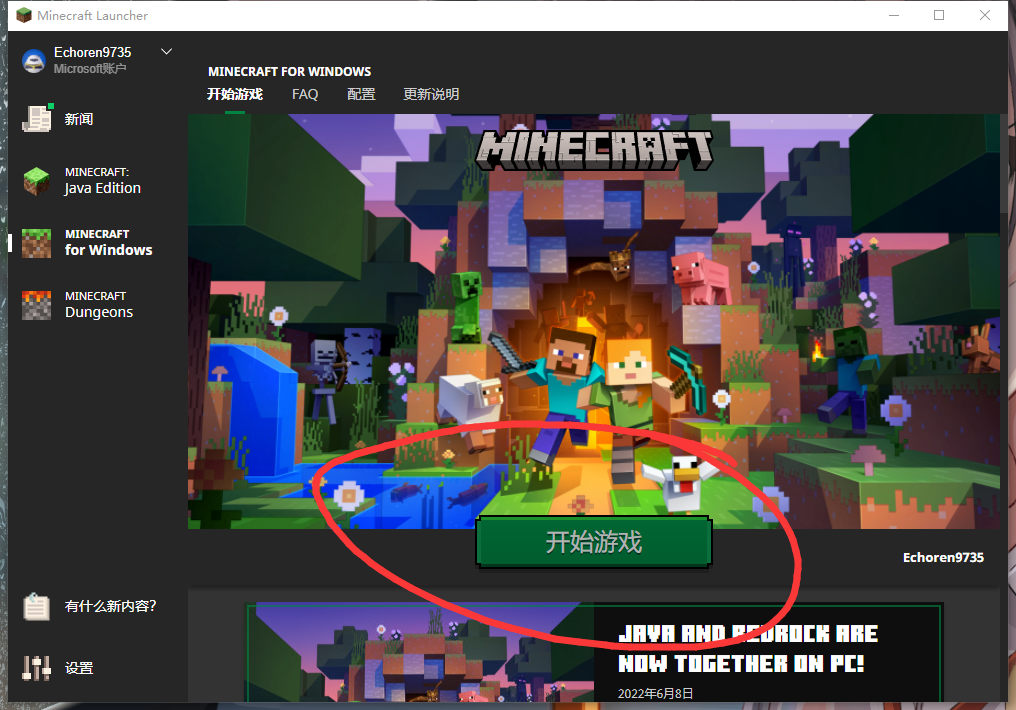 Minecraft Launcher
Echoren9735
Microsoft账户
新闻
MINECRAFT:
Java Edition
MINECRAFT
for Windows
MINECRAFT
Dungeons
有什么新内容?
设置
MINECRAFT FOR WINDOWS
开始游戏 FAQ 配置 更新说明
MINECRAFT
开始游戏
Echoren9735
JAVA AND BEDROCK ARE
NOW TOGETHER ON PC!
2022年6月8日